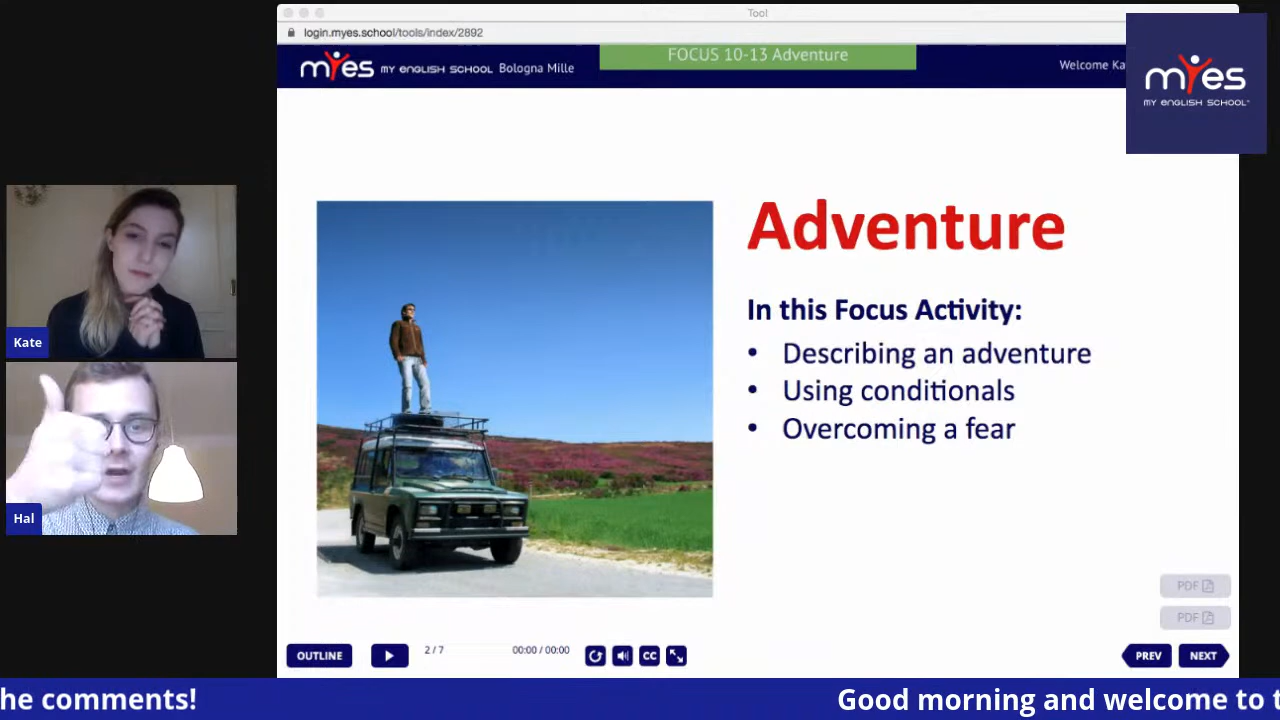 Tool
login.myes.school/tools/index/2892
myes MY ENGLISH SCHOOL Bologna Mille
FOCUS 10-13 Adventure
Welcome Ka
myes
MY ENGLISH SCHOOL
Adventure
In this Focus Activity:
• Describing an adventure
• Using conditionals
• Overcoming a fear
Kate
Hal
PDF
PDF
OUTLINE
2 / 7
00:00 / 00:00
CC
PREV
NEXT
he comments!
Good morning and welcome to t